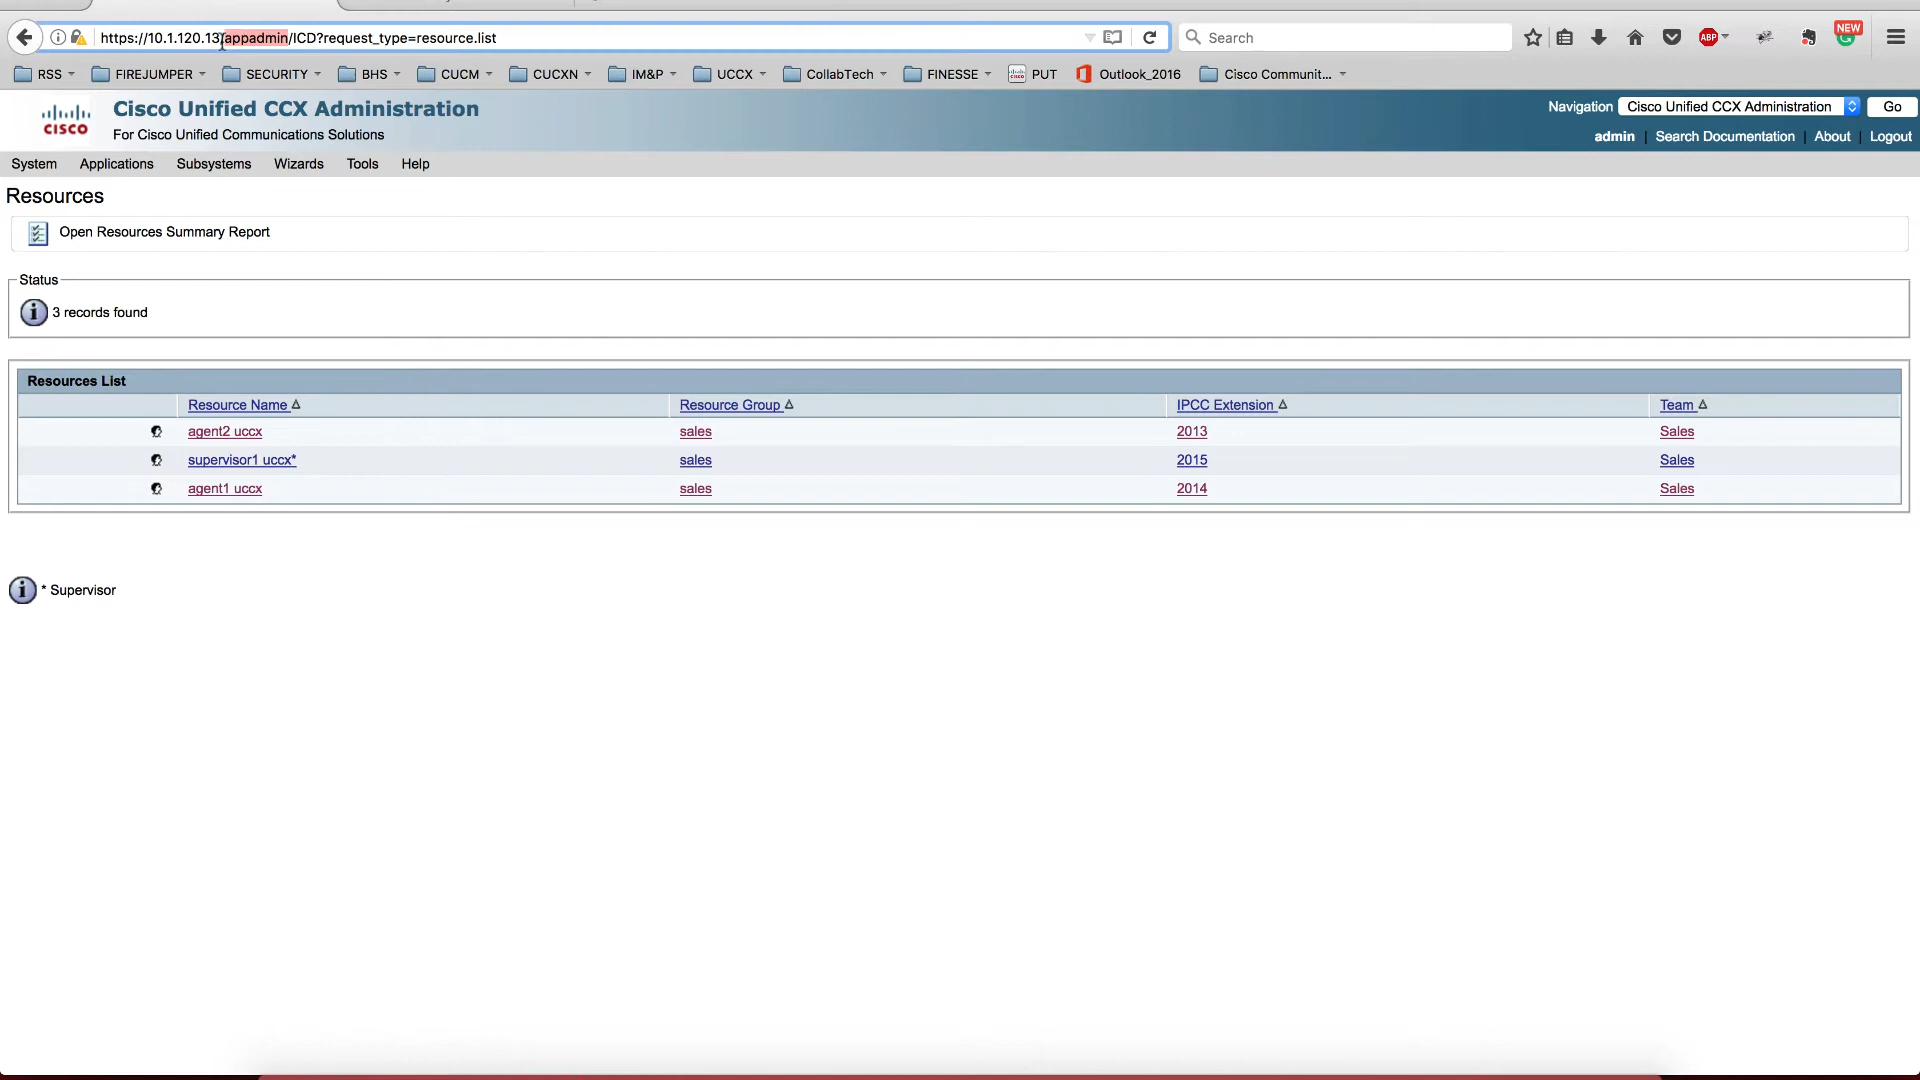 https://10.1.120.13/appadmin/ICD?request_type=resource.list
Search
ABP
NEW
RSS
FIREJUMPER
SECURITY
BHS
CUCM
CUCXN
IM&P
UCCX
CollabTech
FINESSE
PUT
Outlook_2016
Cisco Communit...
CISCO
Cisco Unified CCX Administration
For Cisco Unified Communications Solutions
Navigation Cisco Unified CCX Administration Go
admin | Search Documentation | About | Logout
System Applications Subsystems Wizards Tools Help
Resources
Open Resources Summary Report
Status
3 records found
Resources List
Resource Name Resource Group IPCC Extension Team
agent2 uccx sales 2013 Sales
supervisor1 uccx* sales 2015 Sales
agent1 uccx sales 2014 Sales
* Supervisor